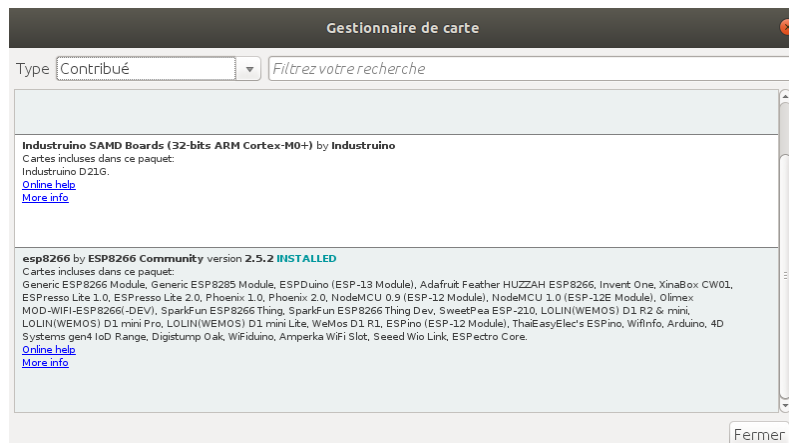 Gestionnaire de carte
Type Contribué Filtrez votre recherche
Industruino SAMD Boards (32-bits ARM Cortex-M0+) by Industruino
Cartes incluses dans ce paquet:
Industruino D21G.
Online help
More info
esp8266 by ESP8266 Community version 2.5.2 INSTALLED
Cartes incluses dans ce paquet:
Generic ESP8266 Module, Generic ESP8285 Module, ESPDuino (ESP-13 Module), Adafruit Feather HUZZAH ESP8266, Invent One, XinaBox CW01,
ESPresso Lite 1.0, ESPresso Lite 2.0, Phoenix 1.0, Phoenix 2.0, NodeMCU 0.9 (ESP-12 Module), NodeMCU 1.0 (ESP-12E Module), Olimex
MOD-WIFI-ESP8266(-DEV), SparkFun ESP8266 Thing, SparkFun ESP8266 Thing Dev, SweetPea ESP-210, LOLIN(WEMOS) D1 R2 & mini,
LOLIN(WEMOS) D1 mini Pro, LOLIN(WEMOS) D1 mini Lite, WeMos D1 R1, ESPino (ESP-12 Module), ThaiEasyElec's ESPino, WifInfo, Arduino, 4D
Systems gen4 IoD Range, Digistump Oak, WiFiduino, Amperka WiFi Slot, Seeed Wio Link, ESPectro Core.
Online help
More info
Fermer